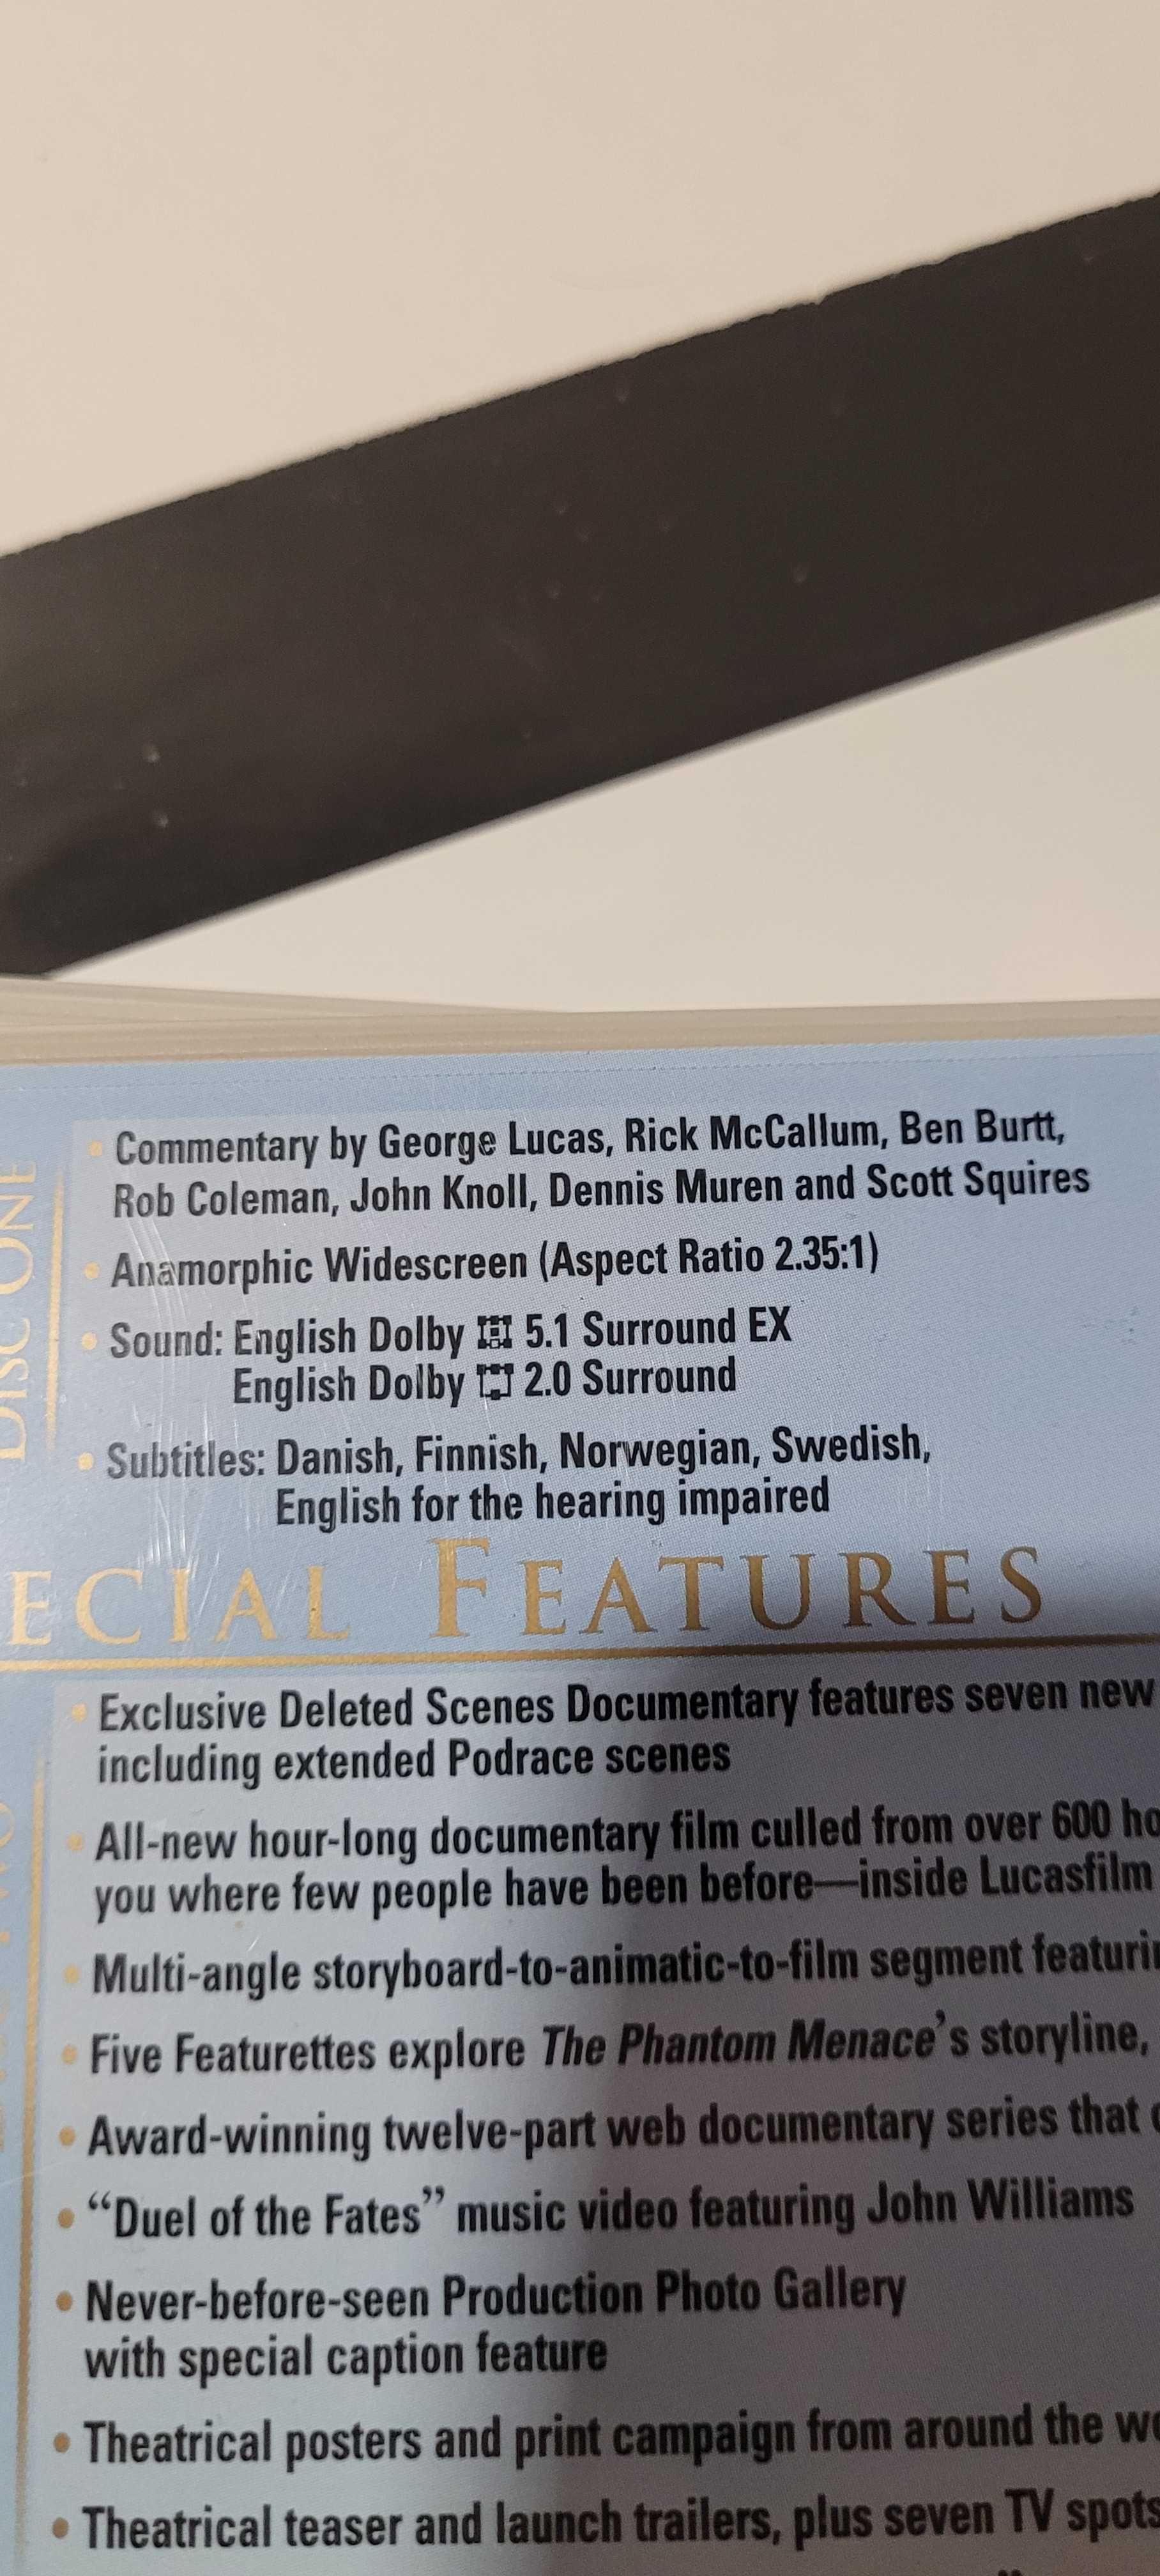 DISC ONE
• Commentary by George Lucas, Rick McCallum, Ben Burtt,
Rob Coleman, John Knoll, Dennis Muren and Scott Squires
• Anamorphic Widescreen (Aspect Ratio 2.35:1)
• Sound: English Dolby 5.1 Surround EX
English Dolby 2.0 Surround
• Subtitles: Danish, Finnish, Norwegian, Swedish,
English for the hearing impaired
ECIAL FEATURES
• Exclusive Deleted Scenes Documentary features seven new
including extended Podrace scenes
• All-new hour-long documentary film culled from over 600 ho
you where few people have been before—inside Lucasfilm
• Multi-angle storyboard-to-animatic-to-film segment featurin
• Five Featurettes explore The Phantom Menace's storyline,
• Award-winning twelve-part web documentary series that
• “Duel of the Fates” music video featuring John Williams
• Never-before-seen Production Photo Gallery
with special caption feature
• Theatrical posters and print campaign from around the wo
• Theatrical teaser and launch trailers, plus seven TV spots